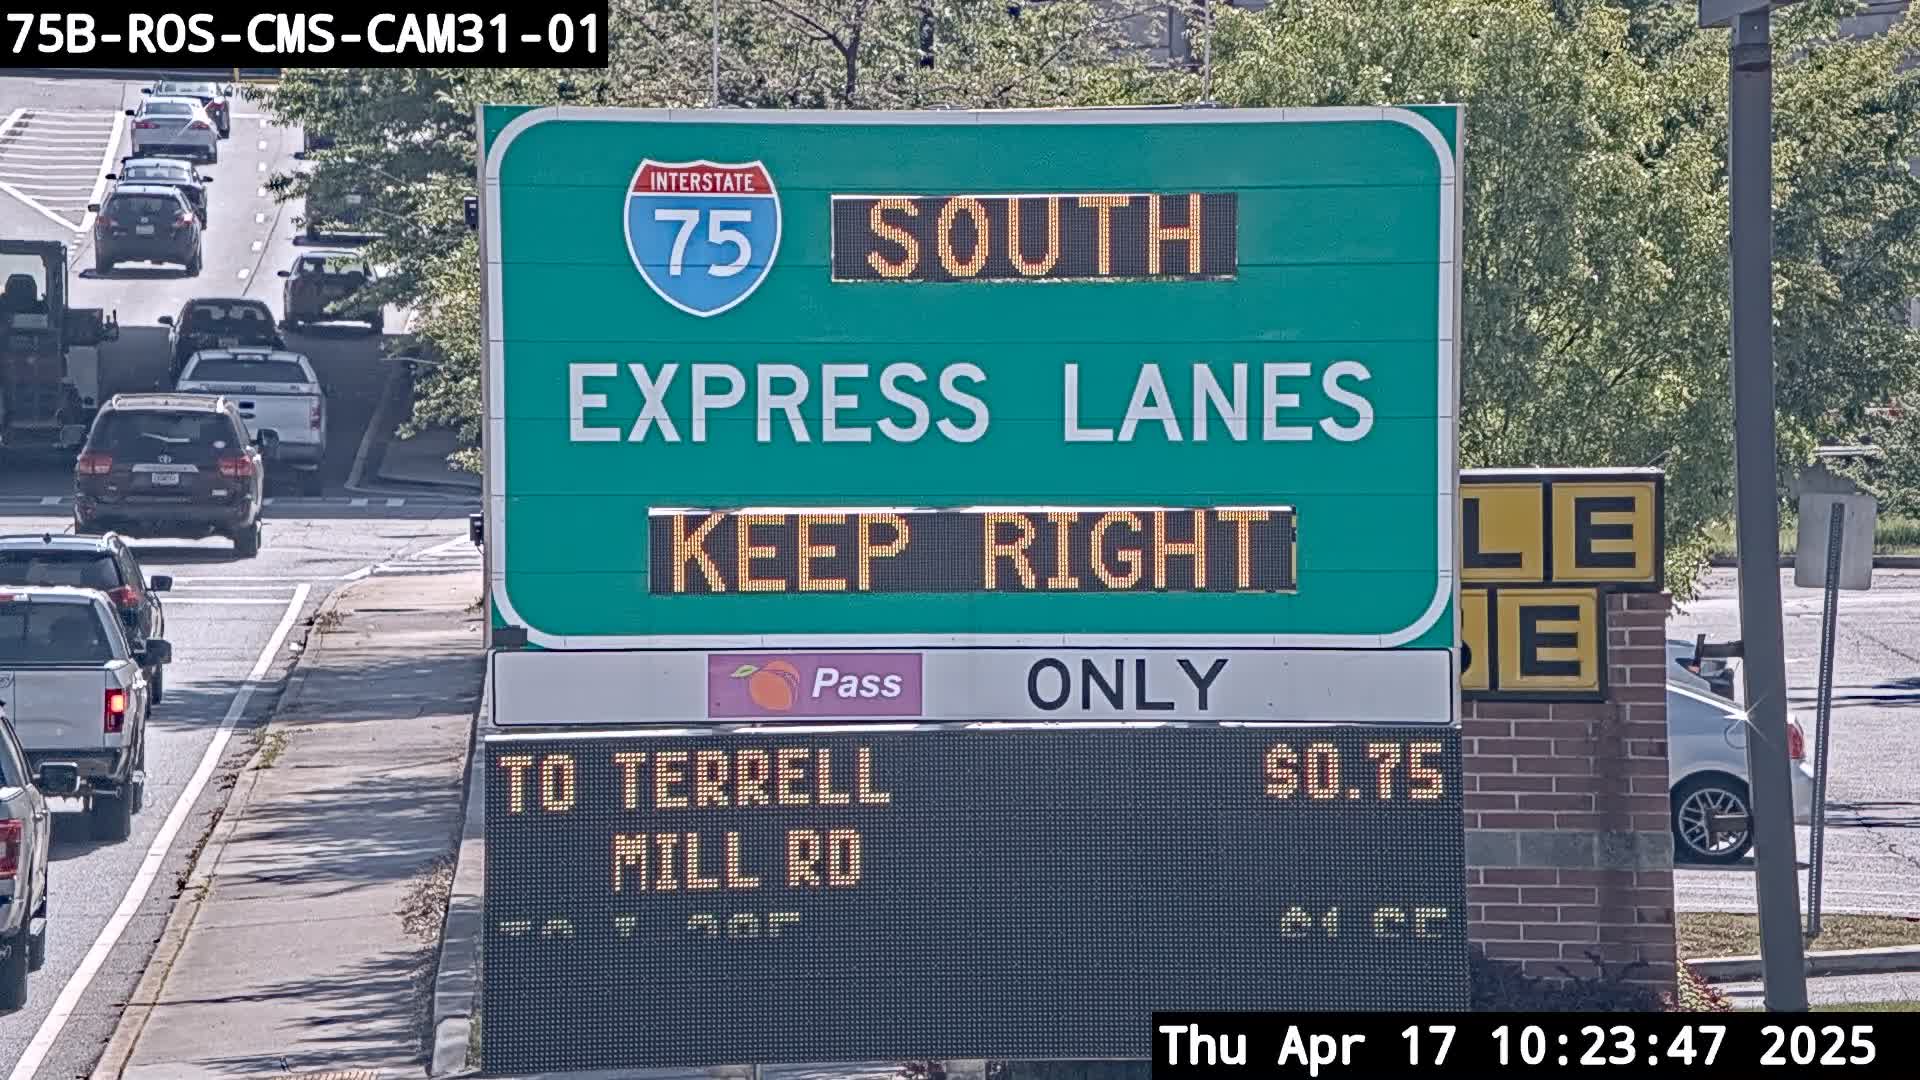 75B-ROS-CMS-CAM31-01
INTERSTATE
75
SOUTH
EXPRESS LANES
KEEP RIGHT
Pass ONLY
TO TERRELL $0.75
MILL RD
LE
E
Thu Apr 17 10:23:47 2025